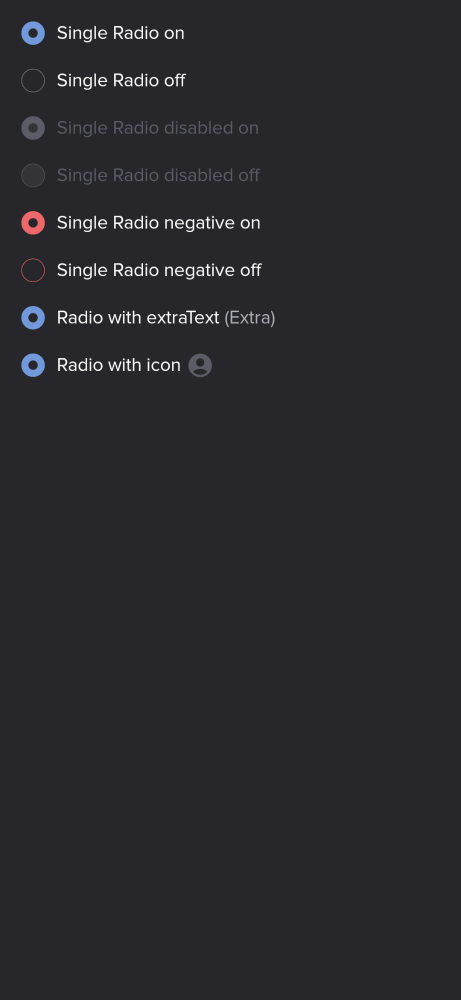 Single Radio on
Single Radio off
Single Radio disabled on
Single Radio disabled off
Single Radio negative on
Single Radio negative off
Radio with extraText (Extra)
Radio with icon